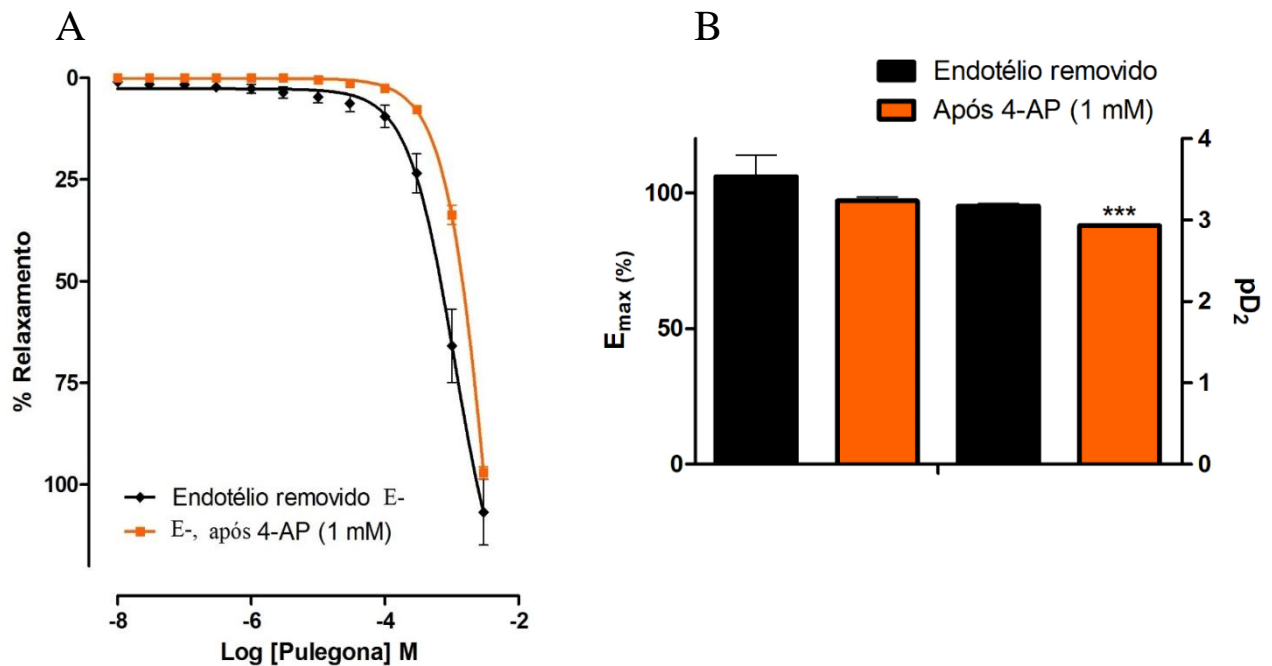 A
0
25
50
75
100
% Relaxamento
Endotélio removido E-
E-, após 4-AP (1 mM)
-8
-6
-4
-2
Log [Pulegona] M
B
Endotélio removido
Após 4-AP (1 mM)
100
50
0
Emax (%)
***
4
3
2
1
0
pD2